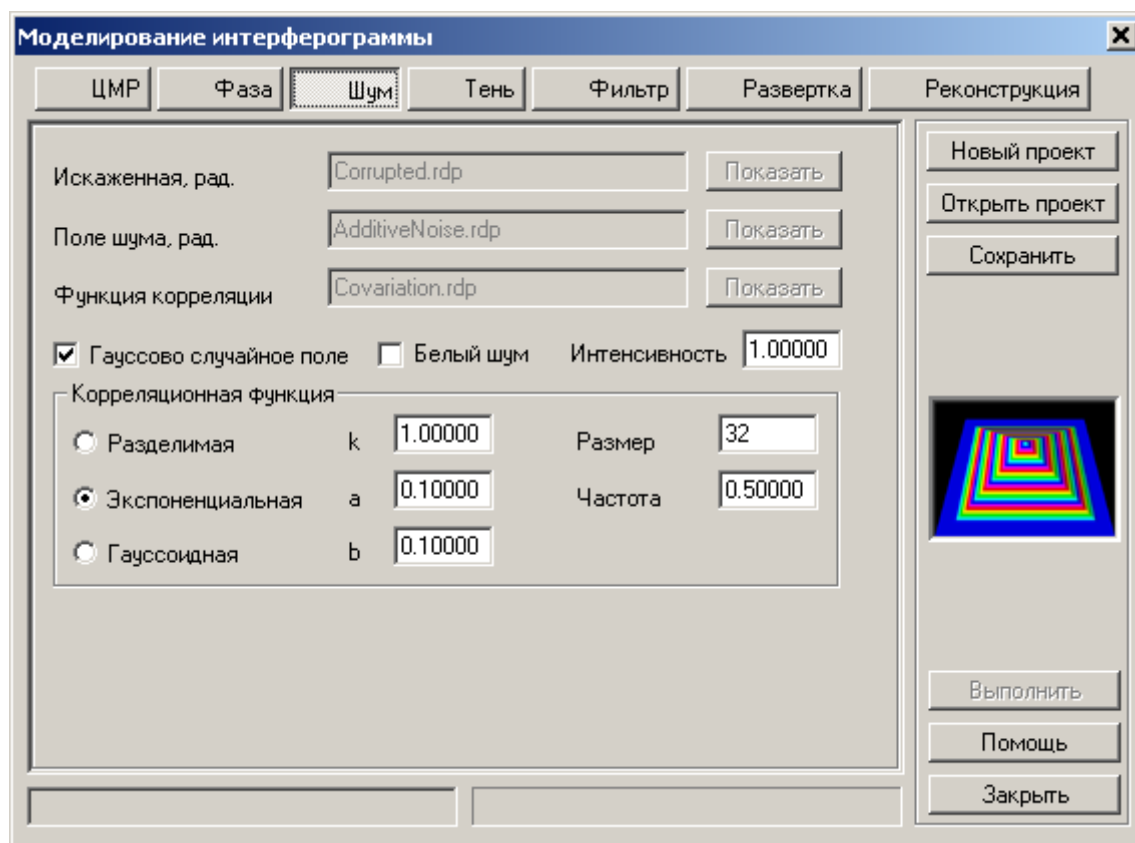 Моделирование интерферограммы
ЦМР Фаза Шум Тень Фильтр Развертка Реконструкция
Искаженная, рад. Corrupted.rdp Показать
Поле шума, рад. AdditiveNoise.rdp Показать
Функция корреляции Covariation.rdp Показать
Гауссово случайное поле Белый шум Интенсивность 1.00000
Корреляционная функция
Разделимая k 1.00000 Размер 32
Экспоненциальная a 0.10000 Частота 0.50000
Гауссоидная b 0.10000
Новый проект
Открыть проект
Сохранить
Выполнить
Помощь
Закрыть